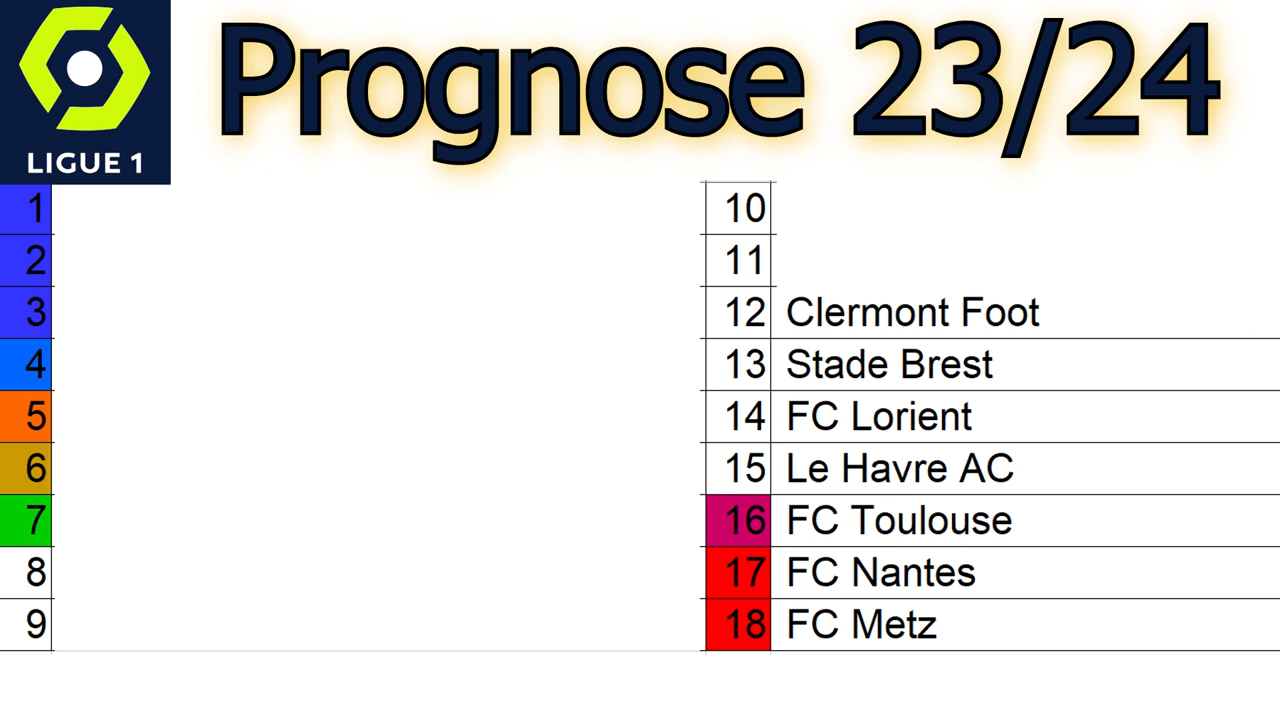 LIGUE 1
Prognose 23/24
1
2
3
4
5
6
7
8
9
10
11
12 Clermont Foot
13 Stade Brest
14 FC Lorient
15 Le Havre AC
16 FC Toulouse
17 FC Nantes
18 FC Metz